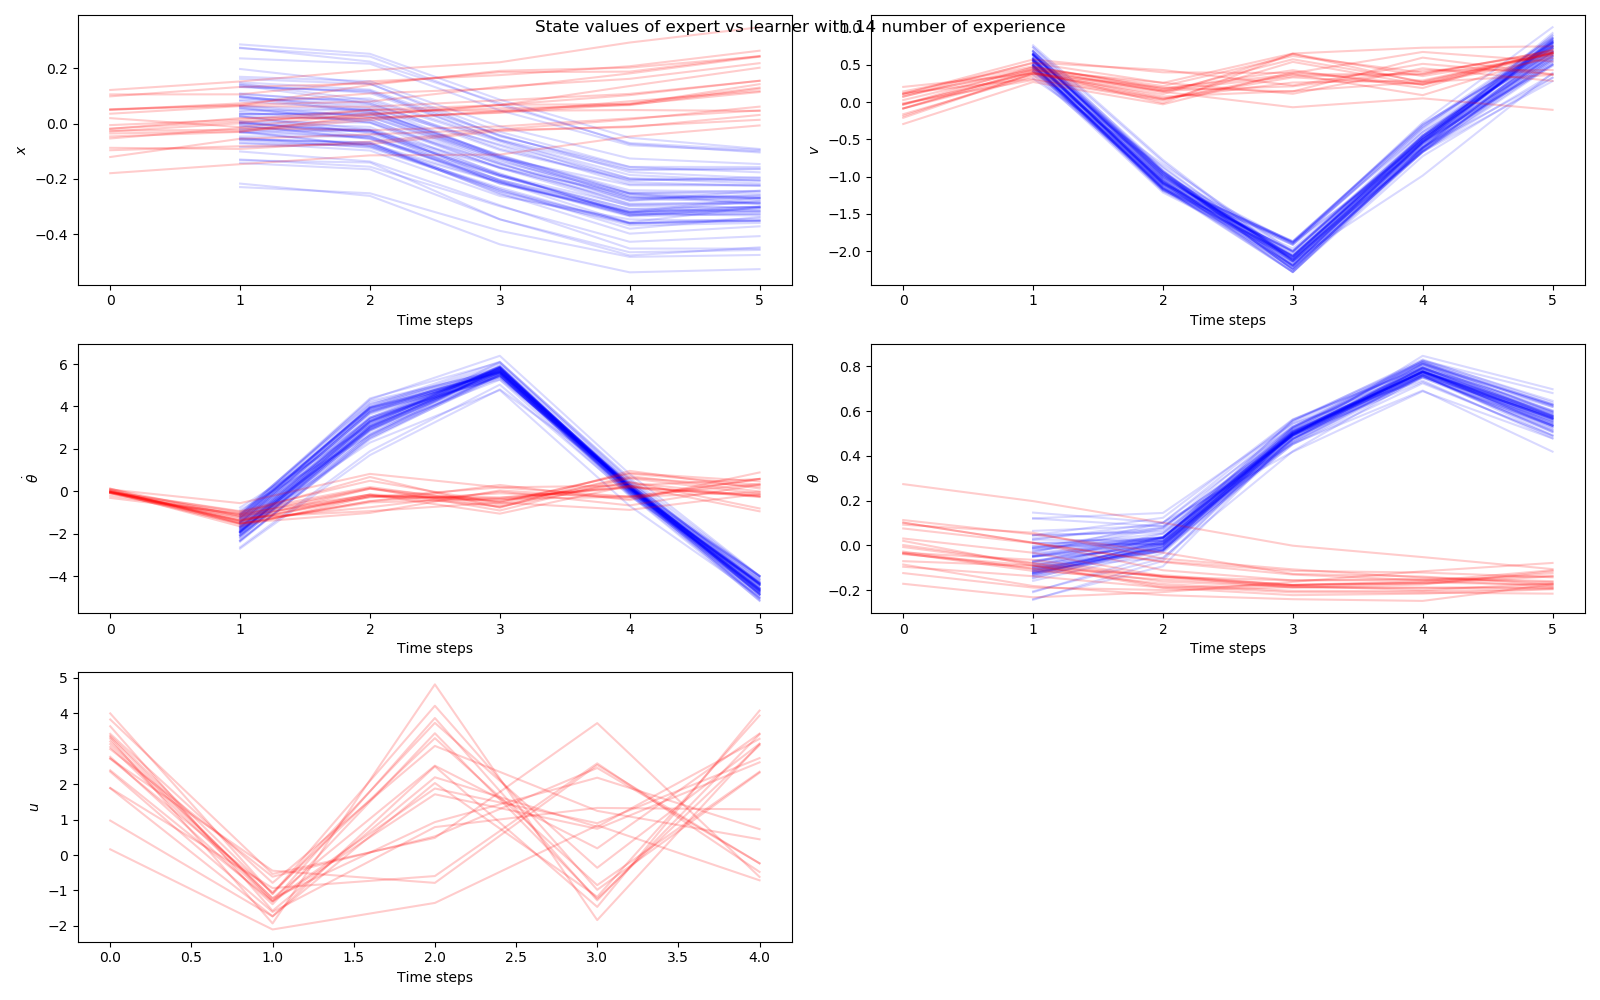 State values of expert vs learner with 14 number of experience
0.2
0.0
−0.2
−0.4
x
0 1 2 3 4 5
Time steps
1.0
0.5
0.0
−0.5
−1.0
−1.5
−2.0
v
0 1 2 3 4 5
Time steps
6
4
2
0
−2
−4
θ̇
0 1 2 3 4 5
Time steps
0.8
0.6
0.4
0.2
0.0
−0.2
θ
0 1 2 3 4 5
Time steps
5
4
3
2
1
0
−1
−2
u
0.0 0.5 1.0 1.5 2.0 2.5 3.0 3.5 4.0
Time steps